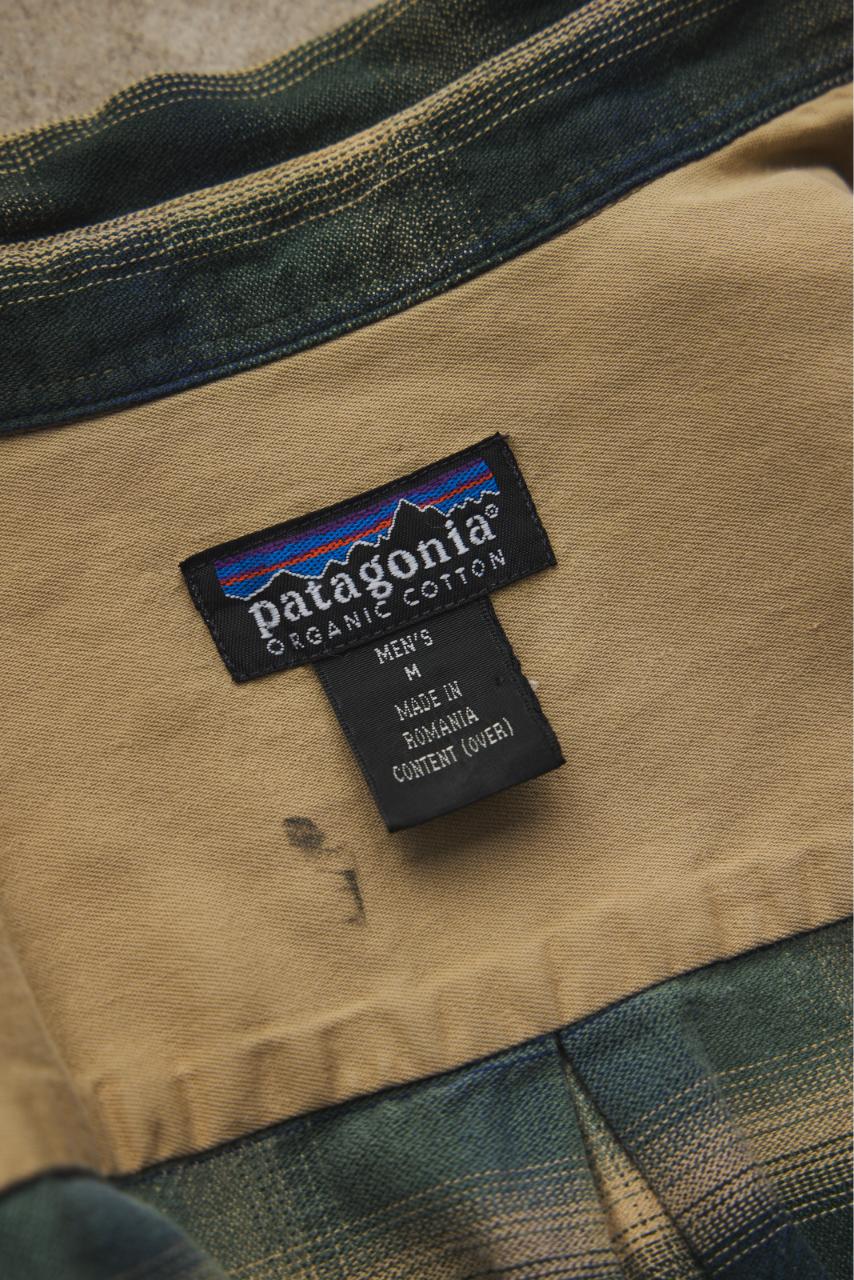 patagonia®
ORGANIC COTTON
MEN'S
M
MADE IN
ROMANIA
CONTENT (OVER)